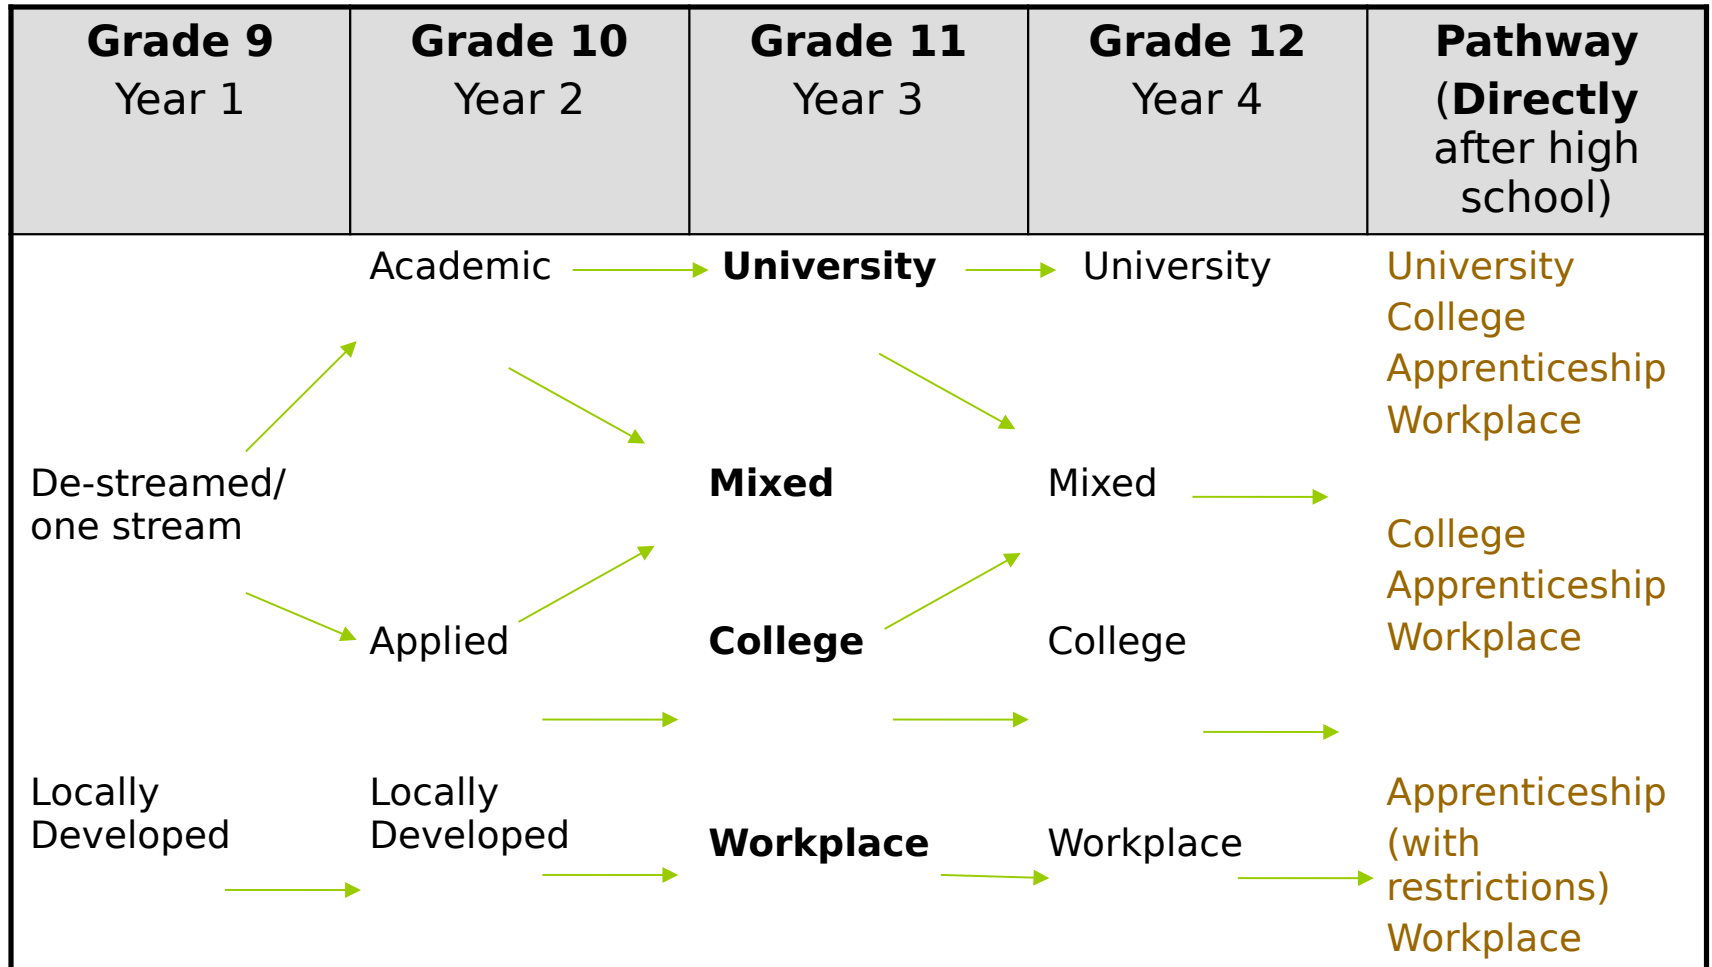 Grade 9
Year 1
Grade 10
Year 2
Grade 11
Year 3
Grade 12
Year 4
Pathway
(Directly
after high
school)
Academic
University
University
University
College
Apprenticeship
Workplace
De-streamed/
one stream
Mixed
Mixed
College
Apprenticeship
Workplace
Applied
College
College
Locally
Developed
Locally
Developed
Workplace
Workplace
Apprenticeship
(with
restrictions)
Workplace